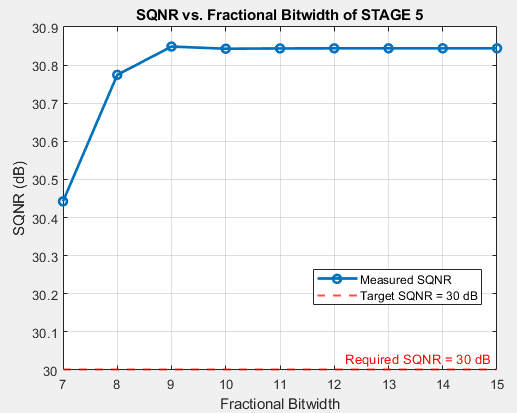 SQNR vs. Fractional Bitwidth of STAGE 5
30.9
30.8
30.7
30.6
30.5
30.4
30.3
30.2
30.1
30
SQNR (dB)
Measured SQNR
Target SQNR = 30 dB
Required SQNR = 30 dB
7 8 9 10 11 12 13 14 15
Fractional Bitwidth